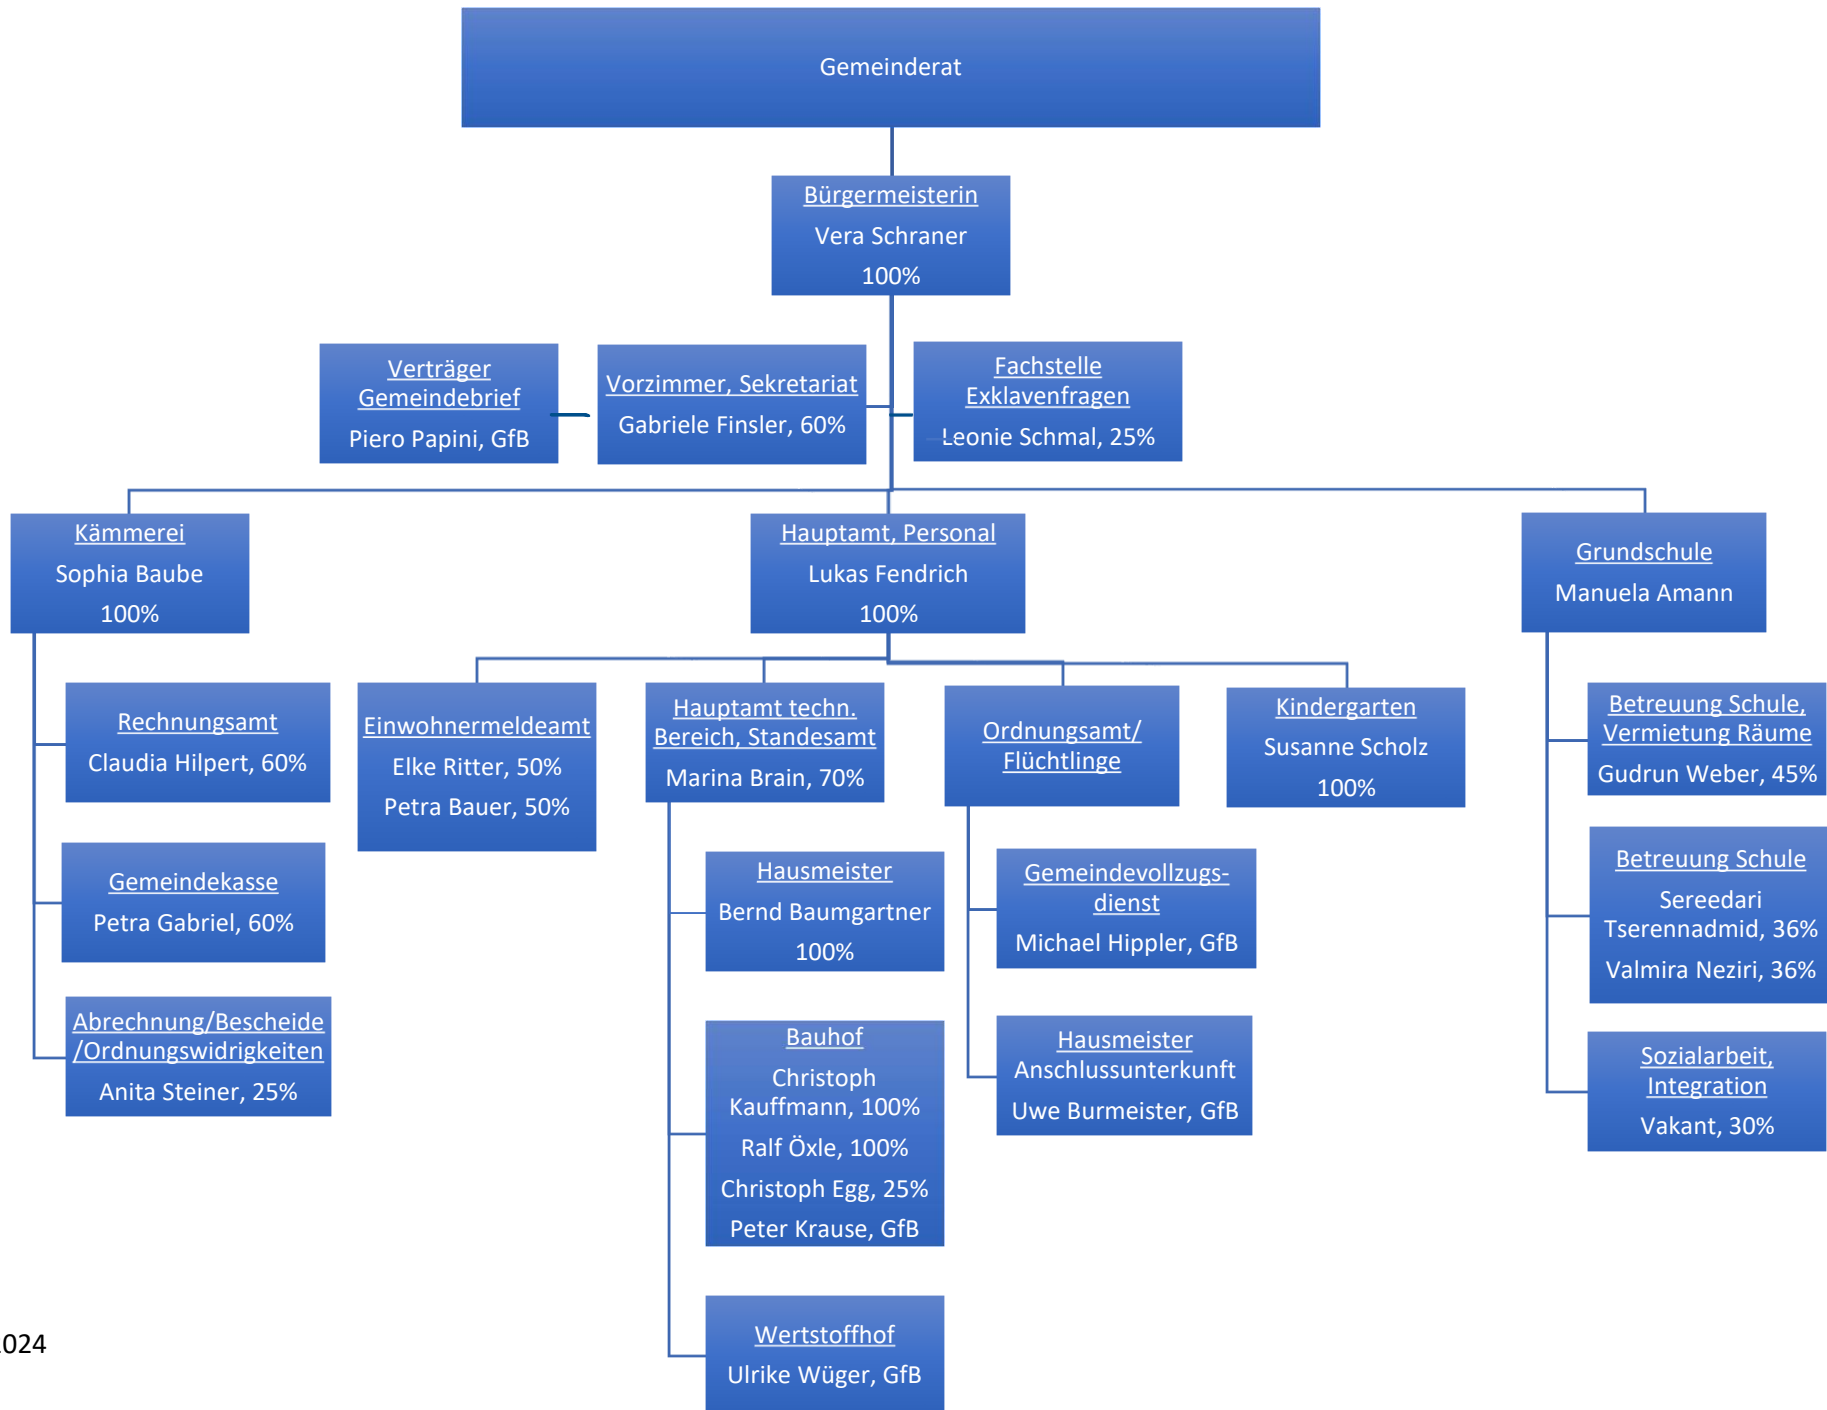 Gemeinderat
Bürgermeisterin
Vera Schraner
100%
Verträger
Gemeindebrief
Piero Papini, GfB
Vorzimmer, Sekretariat
Gabriele Finsler, 60%
Fachstelle
Exklavenfragen
Leonie Schmal, 25%
Kämmerei
Sophia Baube
100%
Hauptamt, Personal
Lukas Fendrich
100%
Grundschule
Manuela Amann
Rechnungsamt
Claudia Hilpert, 60%
Gemeindekasse
Petra Gabriel, 60%
Abrechnung/Bescheide
/Ordnungswidrigkeiten
Anita Steiner, 25%
Einwohnermeldeamt
Elke Ritter, 50%
Petra Bauer, 50%
Hauptamt techn.
Bereich, Standesamt
Marina Brain, 70%
Hausmeister
Bernd Baumgartner
100%
Bauhof
Christoph
Kauffmann, 100%
Ralf Öxle, 100%
Christoph Egg, 25%
Peter Krause, GfB
Wertstoffhof
Ulrike Wüger, GfB
Ordnungsamt/
Flüchtlinge
Gemeindevollzugs-
dienst
Michael Hippler, GfB
Hausmeister
Anschlussunterkunft
Uwe Burmeister, GfB
Kindergarten
Susanne Scholz
100%
Betreuung Schule,
Vermietung Räume
Gudrun Weber, 45%
Betreuung Schule
Sereedari
Tserennadmid, 36%
Valmira Neziri, 36%
Sozialarbeit,
Integration
Vakant, 30%
024